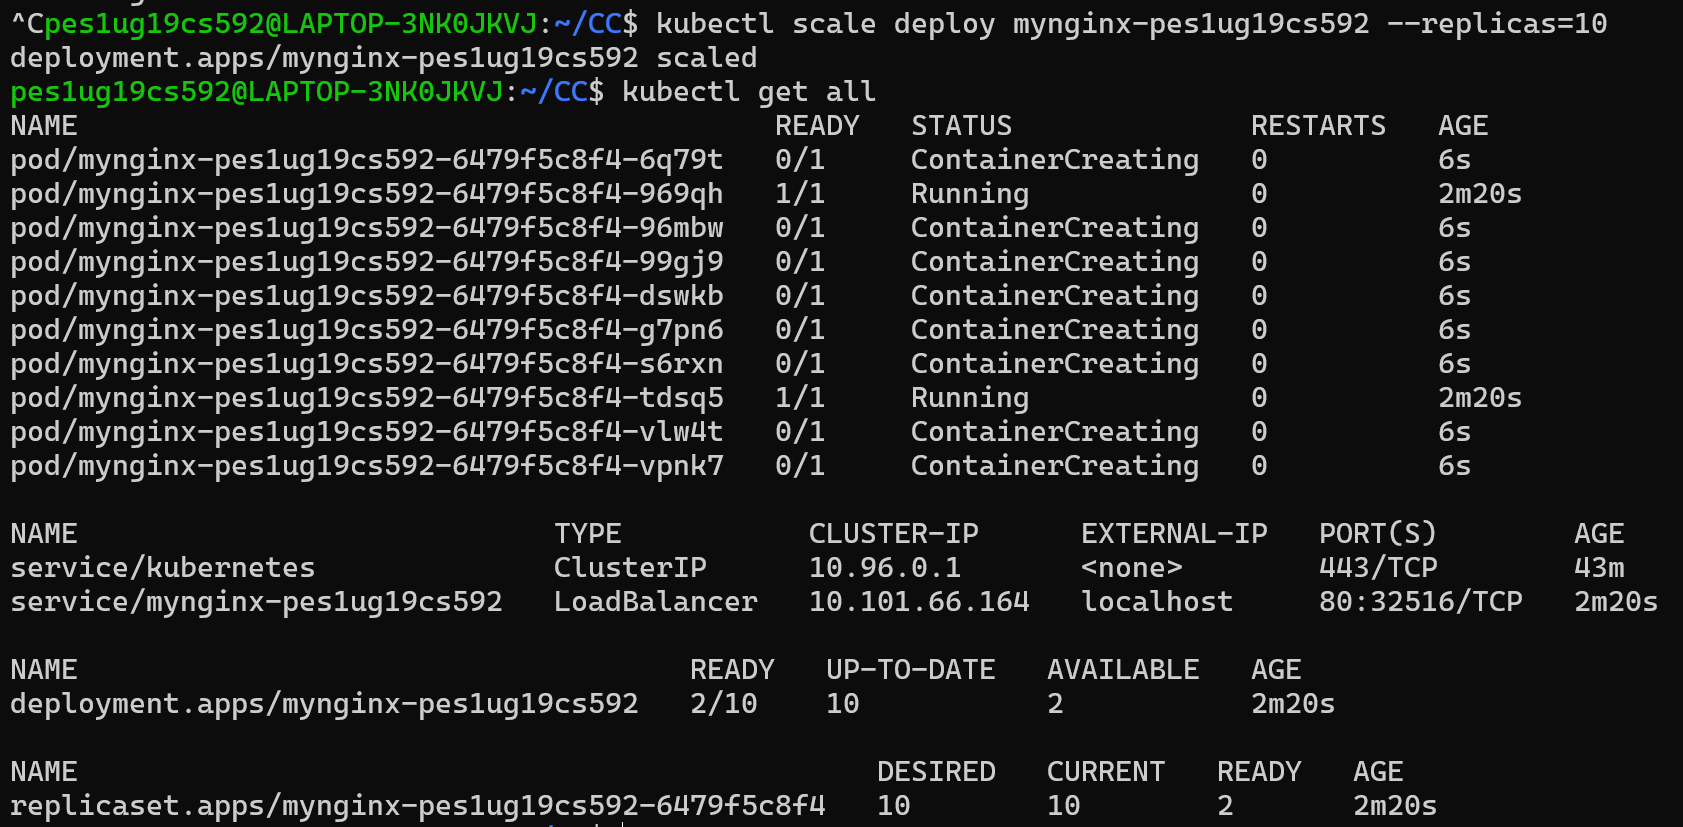 ^Cpes1ug19cs592@LAPTOP-3NK0JKVJ:~/CC$ kubectl scale deploy mynginx-pes1ug19cs592 --replicas=10
deployment.apps/mynginx-pes1ug19cs592 scaled
pes1ug19cs592@LAPTOP-3NK0JKVJ:~/CC$ kubectl get all
NAME READY STATUS RESTARTS AGE
pod/mynginx-pes1ug19cs592-6479f5c8f4-6q79t 0/1 ContainerCreating 0 6s
pod/mynginx-pes1ug19cs592-6479f5c8f4-969qh 1/1 Running 0 2m20s
pod/mynginx-pes1ug19cs592-6479f5c8f4-96mbw 0/1 ContainerCreating 0 6s
pod/mynginx-pes1ug19cs592-6479f5c8f4-99gj9 0/1 ContainerCreating 0 6s
pod/mynginx-pes1ug19cs592-6479f5c8f4-dswkb 0/1 ContainerCreating 0 6s
pod/mynginx-pes1ug19cs592-6479f5c8f4-g7pn6 0/1 ContainerCreating 0 6s
pod/mynginx-pes1ug19cs592-6479f5c8f4-s6rxn 0/1 ContainerCreating 0 6s
pod/mynginx-pes1ug19cs592-6479f5c8f4-tdsq5 1/1 Running 0 2m20s
pod/mynginx-pes1ug19cs592-6479f5c8f4-vlw4t 0/1 ContainerCreating 0 6s
pod/mynginx-pes1ug19cs592-6479f5c8f4-vpnk7 0/1 ContainerCreating 0 6s
NAME TYPE CLUSTER-IP EXTERNAL-IP PORT(S) AGE
service/kubernetes ClusterIP 10.96.0.1 <none> 443/TCP 43m
service/mynginx-pes1ug19cs592 LoadBalancer 10.101.66.164 localhost 80:32516/TCP 2m20s
NAME READY UP-TO-DATE AVAILABLE AGE
deployment.apps/mynginx-pes1ug19cs592 2/10 10 2 2m20s
NAME DESIRED CURRENT READY AGE
replicaset.apps/mynginx-pes1ug19cs592-6479f5c8f4 10 10 2 2m20s